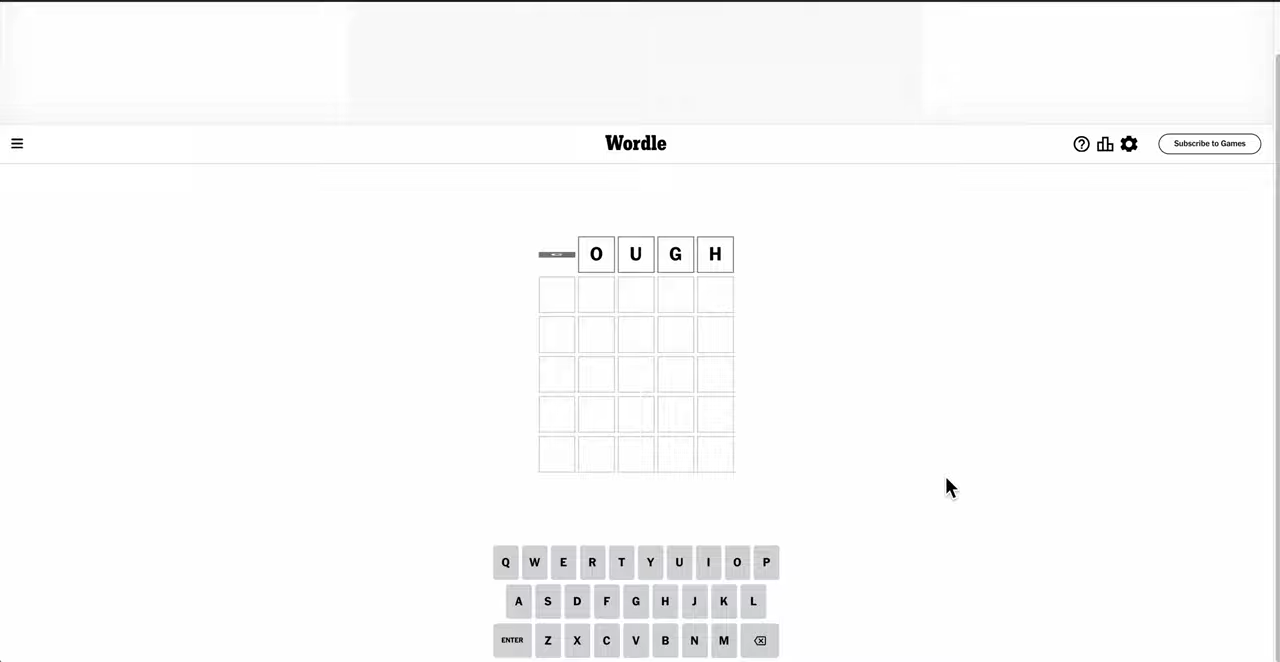 Wordle
Subscribe to Games
O U G H
Q W E R T Y U I O P
A S D F G H J K L
ENTER Z X C V B N M